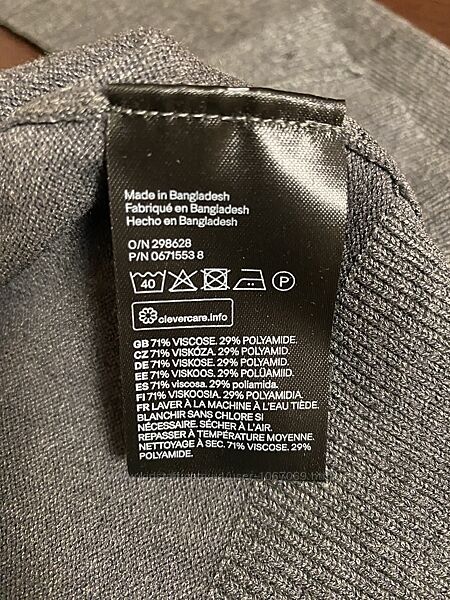 Made in Bangladesh
Fabriqué en Bangladesh
Hecho en Bangladesh
O/N 298628
P/N 0671553 8
40 P
clevercare.info
GB 71% VISCOSE. 29% POLYAMIDE.
CZ 71% VISKÓZA. 29% POLYAMID.
DE 71% VISKOSE. 29% POLYAMID.
EE 71% VISKOOS. 29% POLÜAMIID.
ES 71% viscosa. 29% poliamida.
FI 71% VISKOOSIA. 29% POLYAMIDIA.
FR LAVER À LA MACHINE À L'EAU TIÈDE.
BLANCHIR SANS CHLORE SI
NÉCESSAIRE. SÉCHER À L'AIR.
REPASSER À TEMPÉRATURE MOYENNE.
NETTOYAGE À SEC. 71% VISCOSE. 29%
POLYAMIDE.